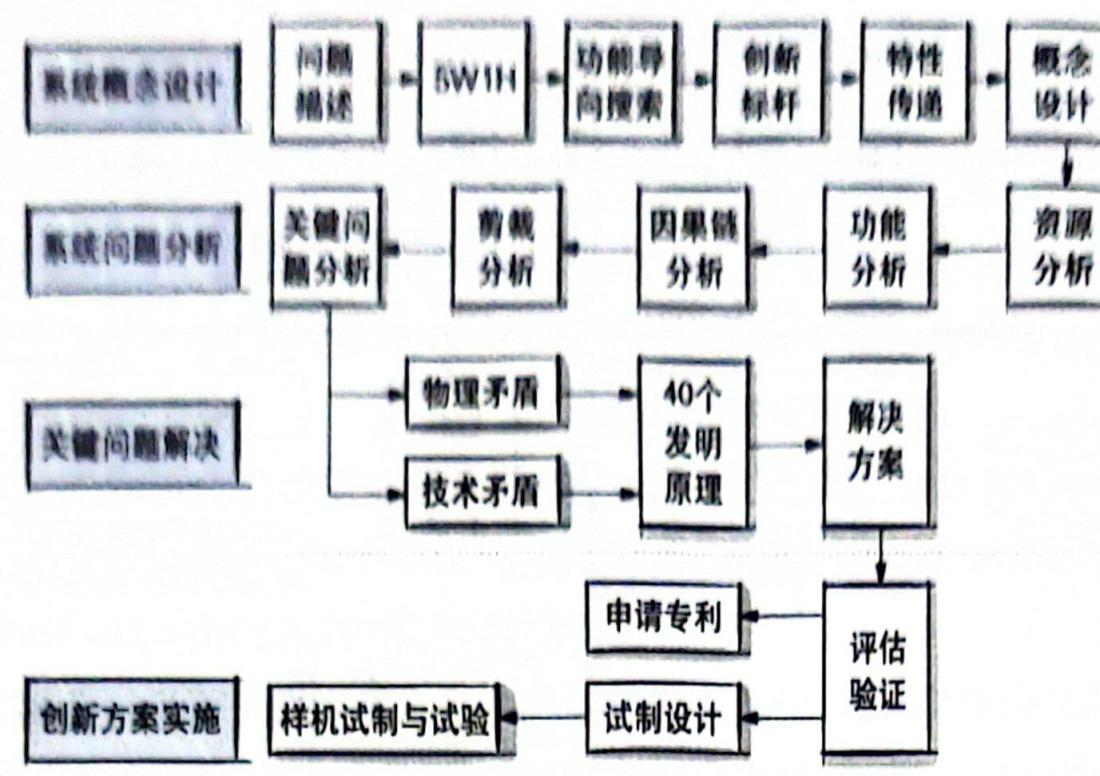 系统概念设计
问题
描述
5W1H
功能导
向搜索
创新
标杆
特性
传递
概念
设计
系统问题分析
关键问
题分析
剪裁
分析
因果链
分析
功能
分析
资源
分析
关键问题解决
物理矛盾
技术矛盾
40个
发明
原理
解决
方案
创新方案实施
样机试制与试验
申请专利
试制设计
评估
验证